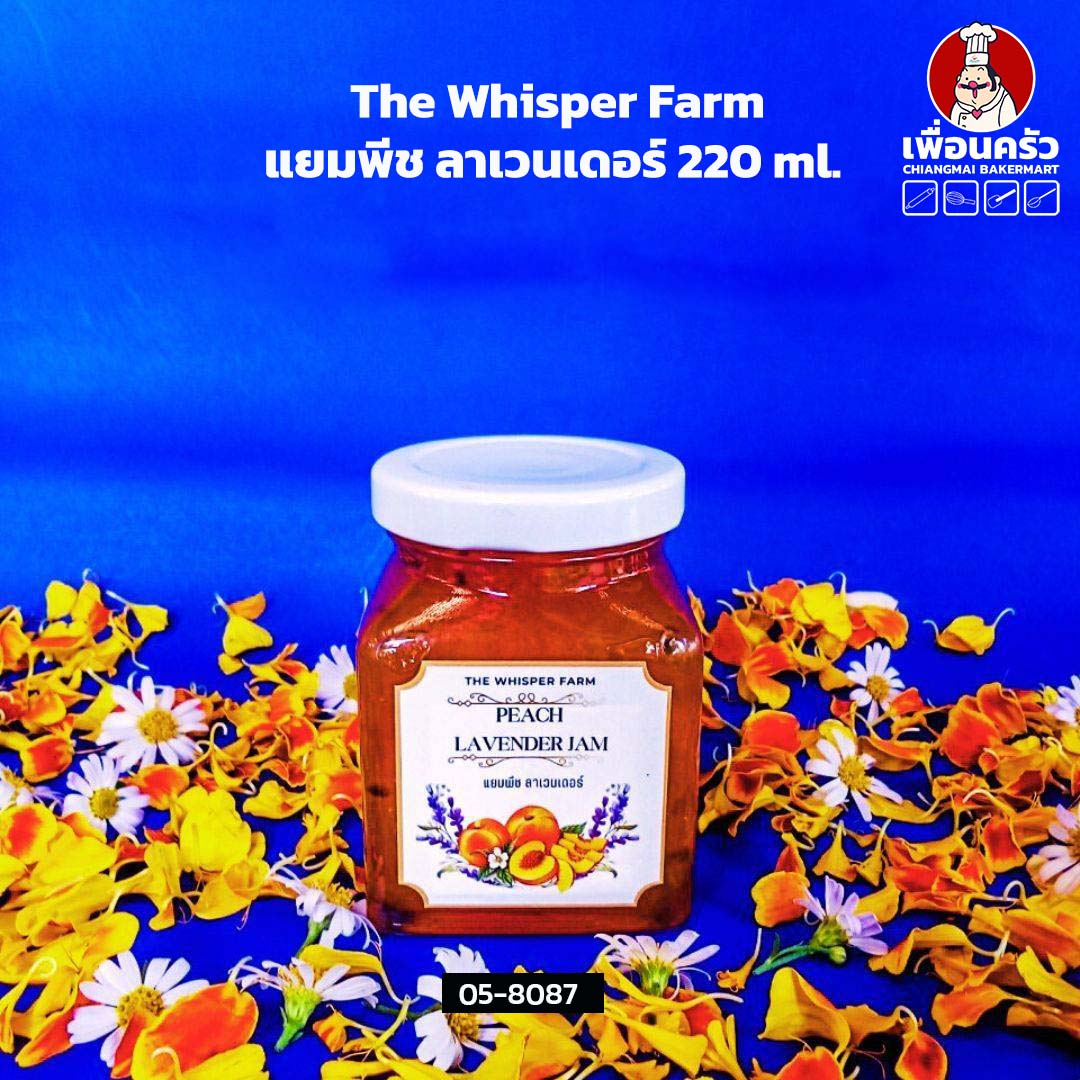 The Whisper Farm
แยมพีช ลาเวนเดอร์ 220 ml.
เพื่อนครัว
CHIANGMAI BAKERMART
THE WHISPER FARM
PEACH
LAVENDER JAM
แยมพีช ลาเวนเดอร์
05-8087